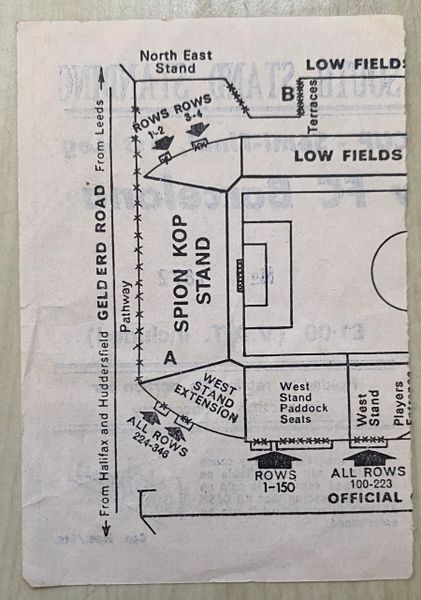 North East
Stand
LOW FIELDS
B
Terraces
ROWS
1-2
ROWS
3-4
LOW FIELDS
From Leeds
GELDERD ROAD
From Halifax and Huddersfield
Pathway
SPION KOP
STAND
A
WEST
STAND
EXTENSION
ALL ROWS
224-346
West
Stand
Paddock
Seats
West
Stand
Players
ROWS
1-150
ALL ROWS
100-223
OFFICIAL